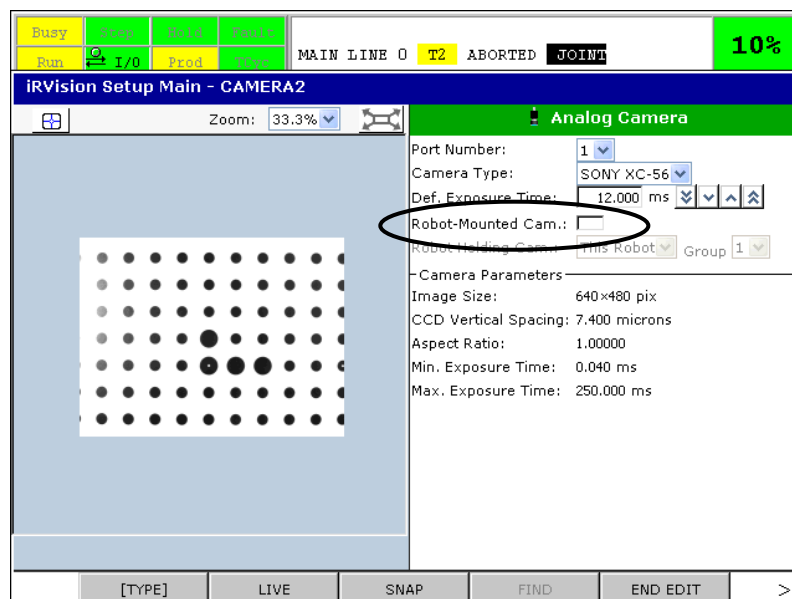 Busy Step Hold Fault
Run I/O Prod TCyc
MAIN LINE 0 T2 ABORTED JOINT
10%
iRVision Setup Main - CAMERA2
Zoom: 33.3%
Analog Camera
Port Number: 1
Camera Type: SONY XC-56
Def. Exposure Time: 12.000 ms
Robot-Mounted Cam.:
Robot Holding Cam.: This Robot Group 1
Camera Parameters
Image Size: 640×480 pix
CCD Vertical Spacing: 7.400 microns
Aspect Ratio: 1.00000
Min. Exposure Time: 0.040 ms
Max. Exposure Time: 250.000 ms
[TYPE] LIVE SNAP FIND END EDIT >